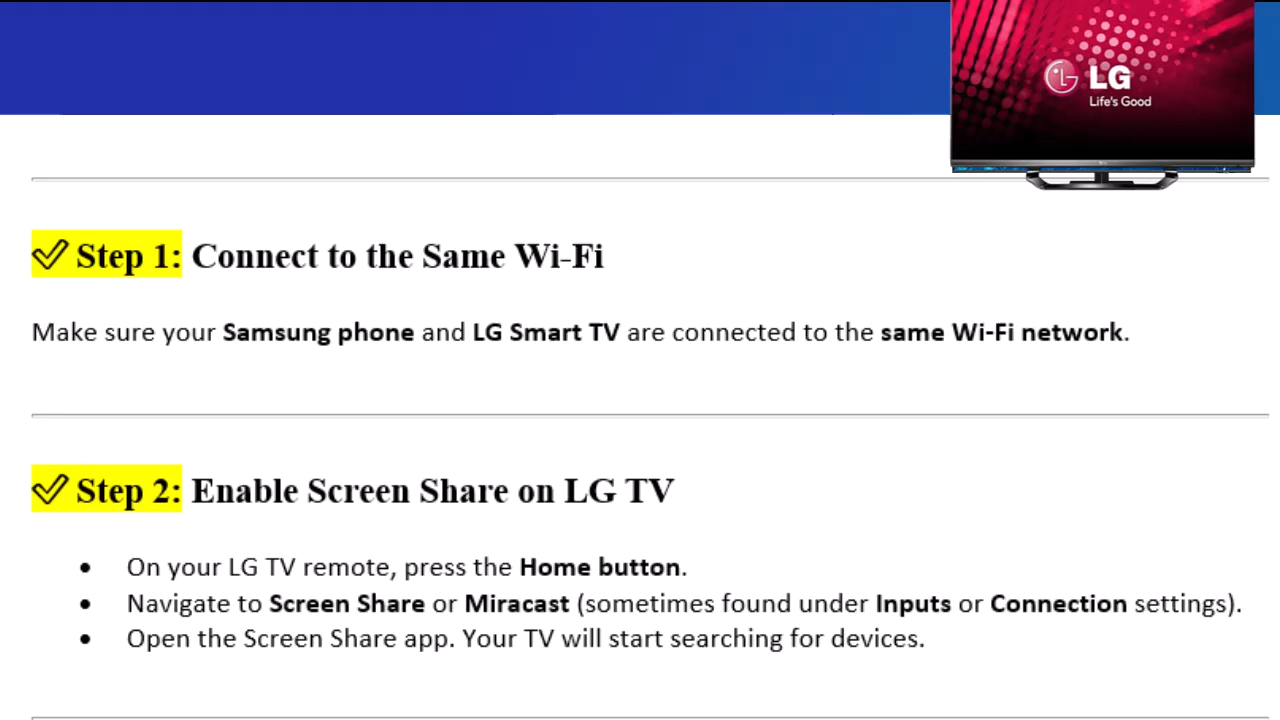 LG
Life's Good
✓ Step 1: Connect to the Same Wi-Fi
Make sure your Samsung phone and LG Smart TV are connected to the same Wi-Fi network.
✓ Step 2: Enable Screen Share on LG TV
• On your LG TV remote, press the Home button.
• Navigate to Screen Share or Miracast (sometimes found under Inputs or Connection settings).
• Open the Screen Share app. Your TV will start searching for devices.